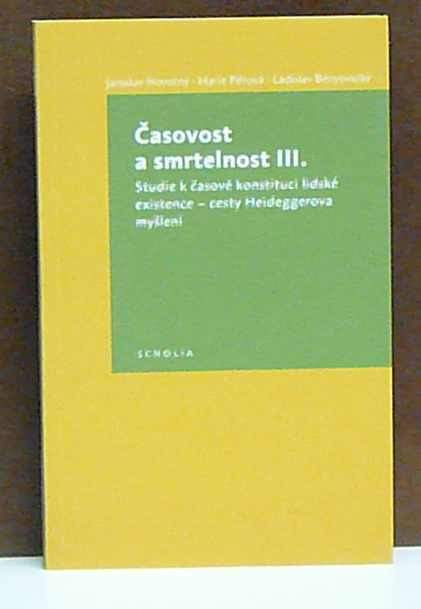 Jaroslav Novotný · Marie Pětová · Ladislav Benyovszky
Časovost
a smrtelnost III.
Studie k časové konstituci lidské
existence – cesty Heideggerova
myšlení
SCHOLIA